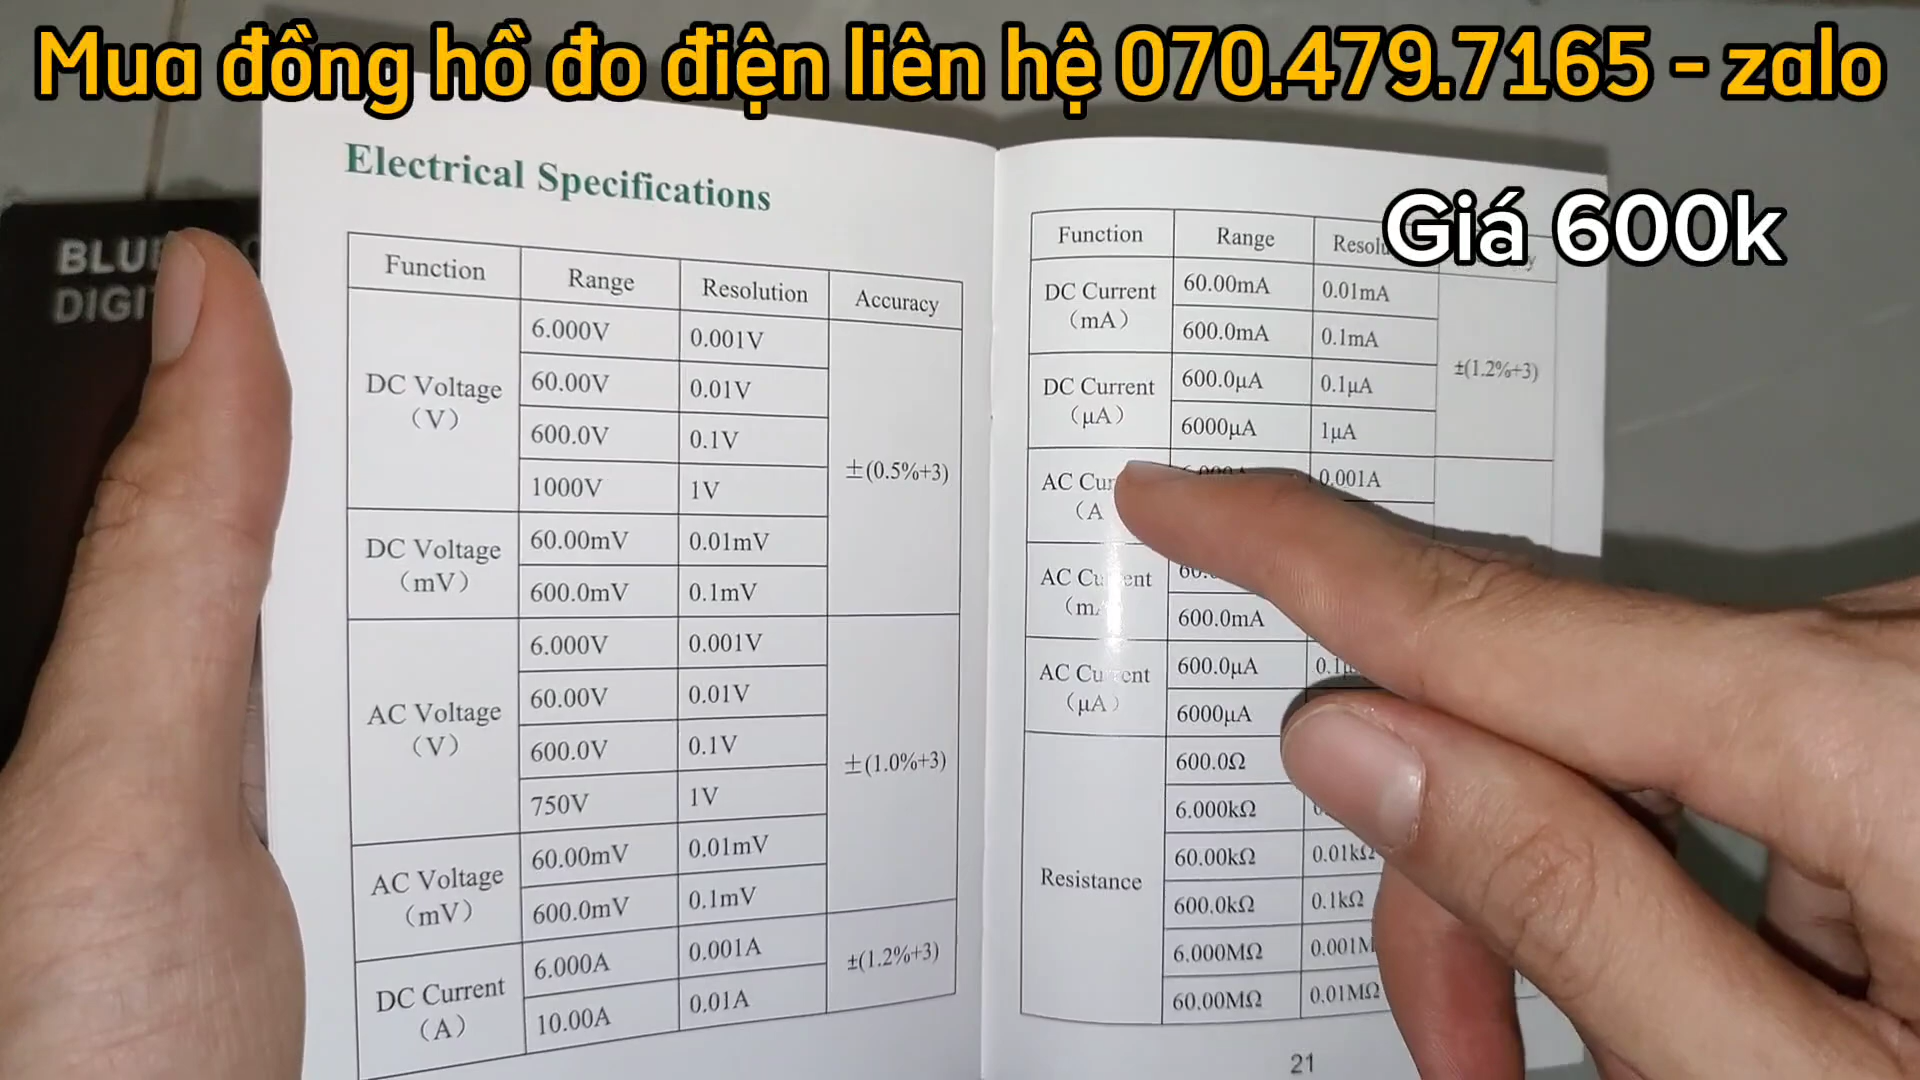 Mua đồng hồ đo điện liên hệ 070.479.7165 - zalo
Giá 600k
BLUE
DIGI
Electrical Specifications
Function Range Resolution Accuracy
DC Voltage (V)
6.000V 0.001V
60.00V 0.01V
600.0V 0.1V
1000V 1V
±(0.5%+3)
DC Voltage (mV)
60.00mV 0.01mV
600.0mV 0.1mV
AC Voltage (V)
6.000V 0.001V
60.00V 0.01V
600.0V 0.1V
750V 1V
±(1.0%+3)
AC Voltage (mV)
60.00mV 0.01mV
600.0mV 0.1mV
DC Current (A)
6.000A 0.001A
10.00A 0.01A
±(1.2%+3)
Function Range
DC Current (mA)
60.00mA 0.01mA
600.0mA 0.1mA
±(1.2%+3)
DC Current (μA)
600.0μA 0.1μA
6000μA 1μA
AC
0.001A
AC
600.0mA
AC Current (μA)
600.0μA
6000μA
Resistance
600.0Ω
6.000kΩ
60.00kΩ 0.01kΩ
600.0kΩ 0.1kΩ
6.000MΩ 0.001M
60.00MΩ 0.01MΩ
21